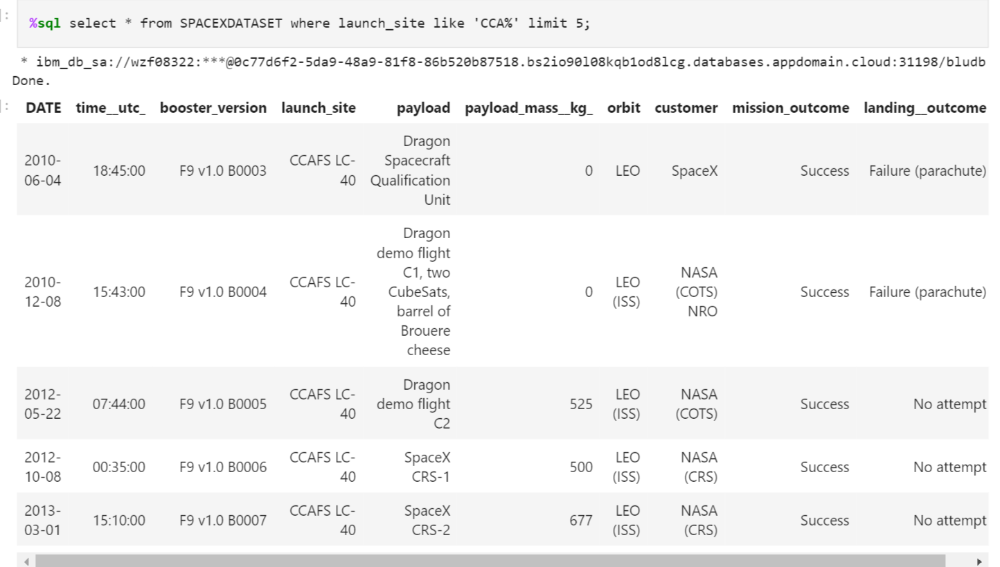 %sql select * from SPACEXDATASET where launch_site like 'CCA%' limit 5;
* ibm_db_sa://wzf08322:***@0c77d6f2-5da9-48a9-81f8-86b520b87518.bs2io90l08kqb1od8lcg.databases.appdomain.cloud:31198/bludb
Done.
DATE time__utc_ booster_version launch_site payload payload_mass__kg_ orbit customer mission_outcome landing__outcome
Dragon
2010- CCAFS LC- Spacecraft
18:45:00 F9 v1.0 B0003 0 LEO SpaceX Success Failure (parachute)
06-04 40 Qualification
Unit
Dragon
demo flight
2010- CCAFS LC- C1, two LEO NASA
15:43:00 F9 v1.0 B0004 CubeSats, 0 (COTS) Success Failure (parachute)
12-08 40 barrel of (ISS) NRO
Brouere
cheese
Dragon
2012- CCAFS LC- LEO NASA
07:44:00 F9 v1.0 B0005 demo flight 525 Success No attempt
05-22 40 (ISS) (COTS)
C2
2012- CCAFS LC- SpaceX LEO NASA
00:35:00 F9 v1.0 B0006 500 Success No attempt
10-08 40 CRS-1 (ISS) (CRS)
2013- CCAFS LC- SpaceX LEO NASA
15:10:00 F9 v1.0 B0007 677 Success No attempt
03-01 40 CRS-2 (ISS) (CRS)